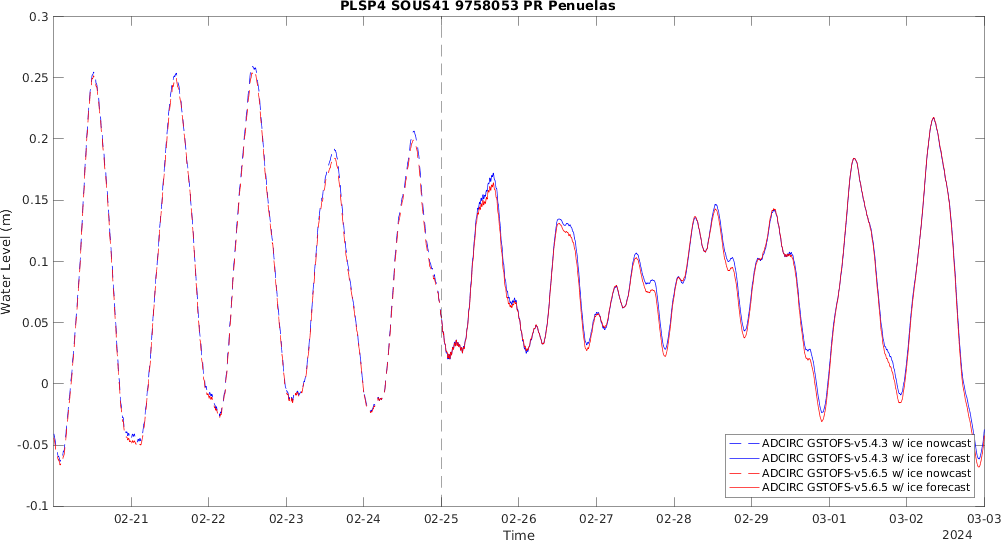 PLSP4 SOUS41 9758053 PR Penuelas
0.3
0.25
0.2
0.15
0.1
0.05
0
-0.05
-0.1
Water Level (m)
ADCIRC GSTOFS-v5.4.3 w/ ice nowcast
ADCIRC GSTOFS-v5.4.3 w/ ice forecast
ADCIRC GSTOFS-v5.6.5 w/ ice nowcast
ADCIRC GSTOFS-v5.6.5 w/ ice forecast
02-21 02-22 02-23 02-24 02-25 02-26 02-27 02-28 02-29 03-01 03-02 03-03
2024
Time